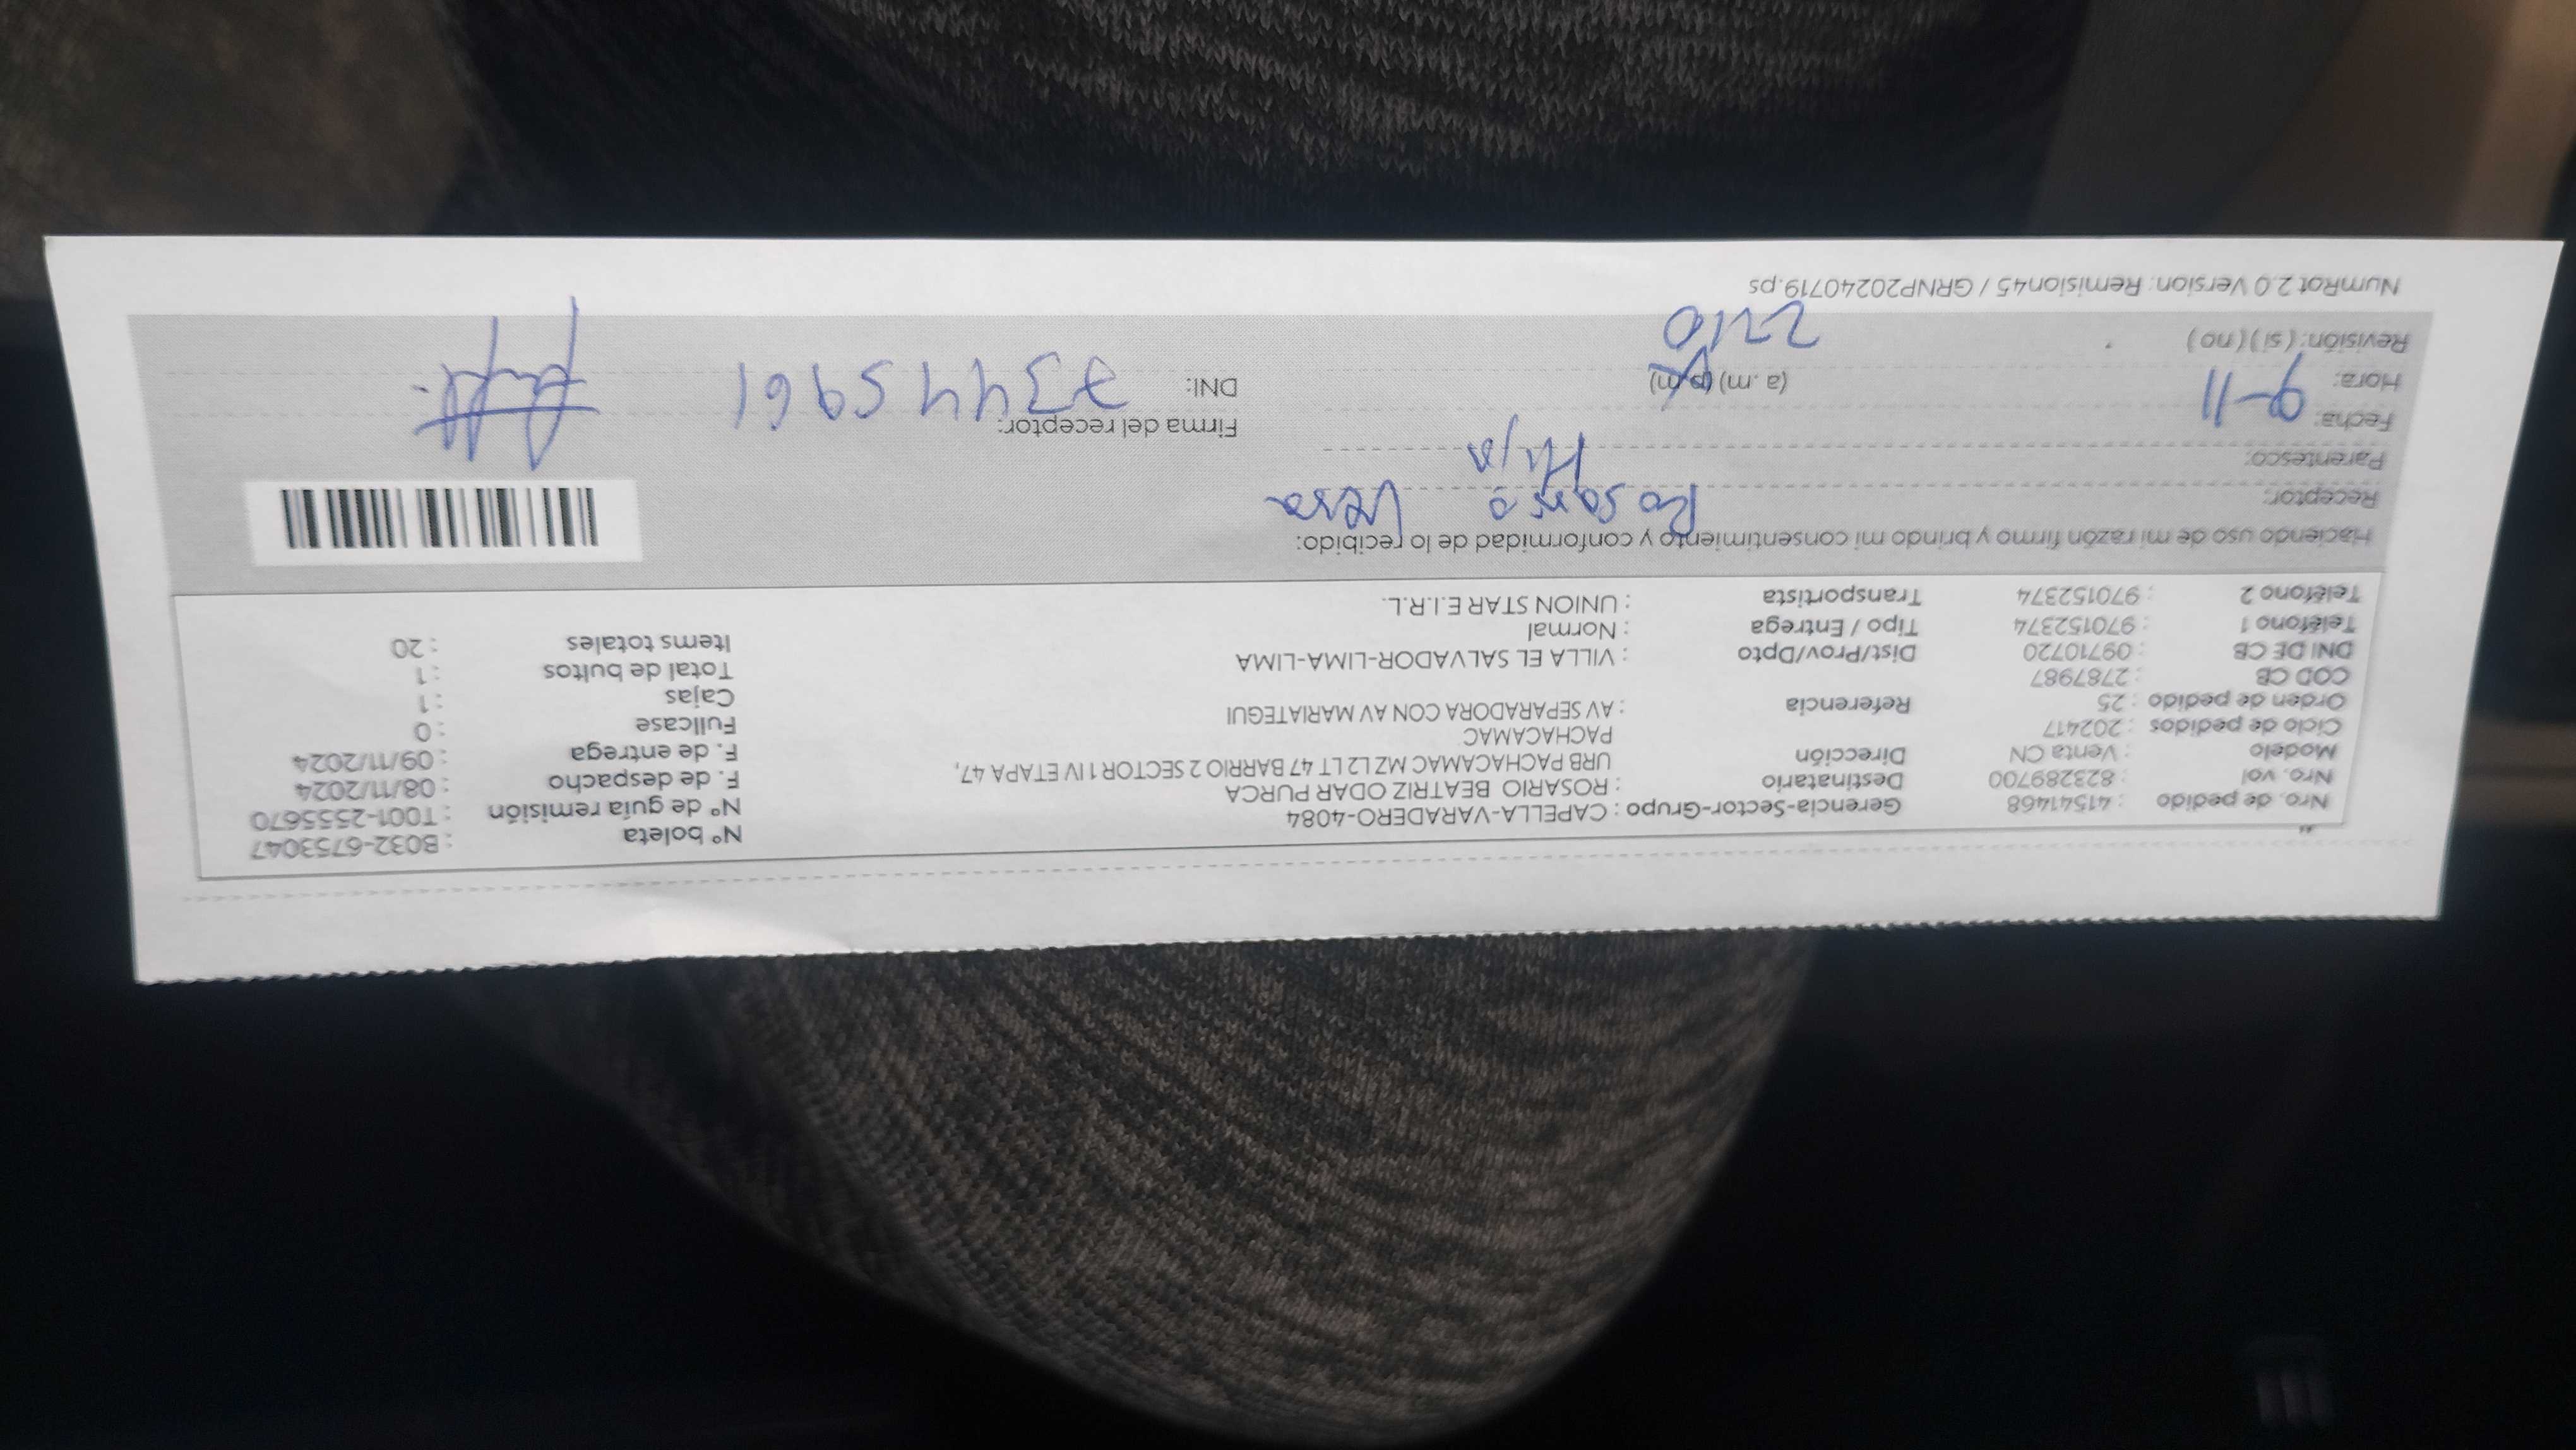 Nro. de pedido : 41541468 Gerencia-Sector-Grupo : CAPELLA-VARADERO-4084 Nº boleta : B032-6753047
Nro. vol : 823289700 Destinatario : ROSARIO BEATRIZ ODAR PURCA Nº de guía remisión : T001-2555670
Modelo : Venta CN Dirección URB PACHACAMAC MZ L2 LT 47 BARRIO 2 SECTOR 1 IV ETAPA 47, F. de despacho : 08/11/2024
PACHACAMAC F. de entrega : 09/11/2024
Ciclo de pedidos : 202417 Fullcase : 0
Orden de pedido : 25 Referencia : AV SEPARADORA CON AV MARIATEGUI Cajas : 1
COD CB : 2787987 Total de bultos : 1
DNI DE CB : 09710720 Dist/Prov/Dpto : VILLA EL SALVADOR-LIMA-LIMA Items totales : 20
Teléfono 1 : 970152374 Tipo / Entrega : Normal
Teléfono 2 : 970152374 Transportista : UNION STAR E.I.R.L.
Haciendo uso de mi razón firmo y brindo mi consentimiento y conformidad de lo recibido:
Receptor:
Parentesco: Hija
Fecha: 9-11 Firma del receptor:
Hora: (a.m) (p.m) DNI: 73445961
Revisión: ( si ) ( no ) 2210
NumRot 2.0 Version: Remision45 / GRNP20240719.ps